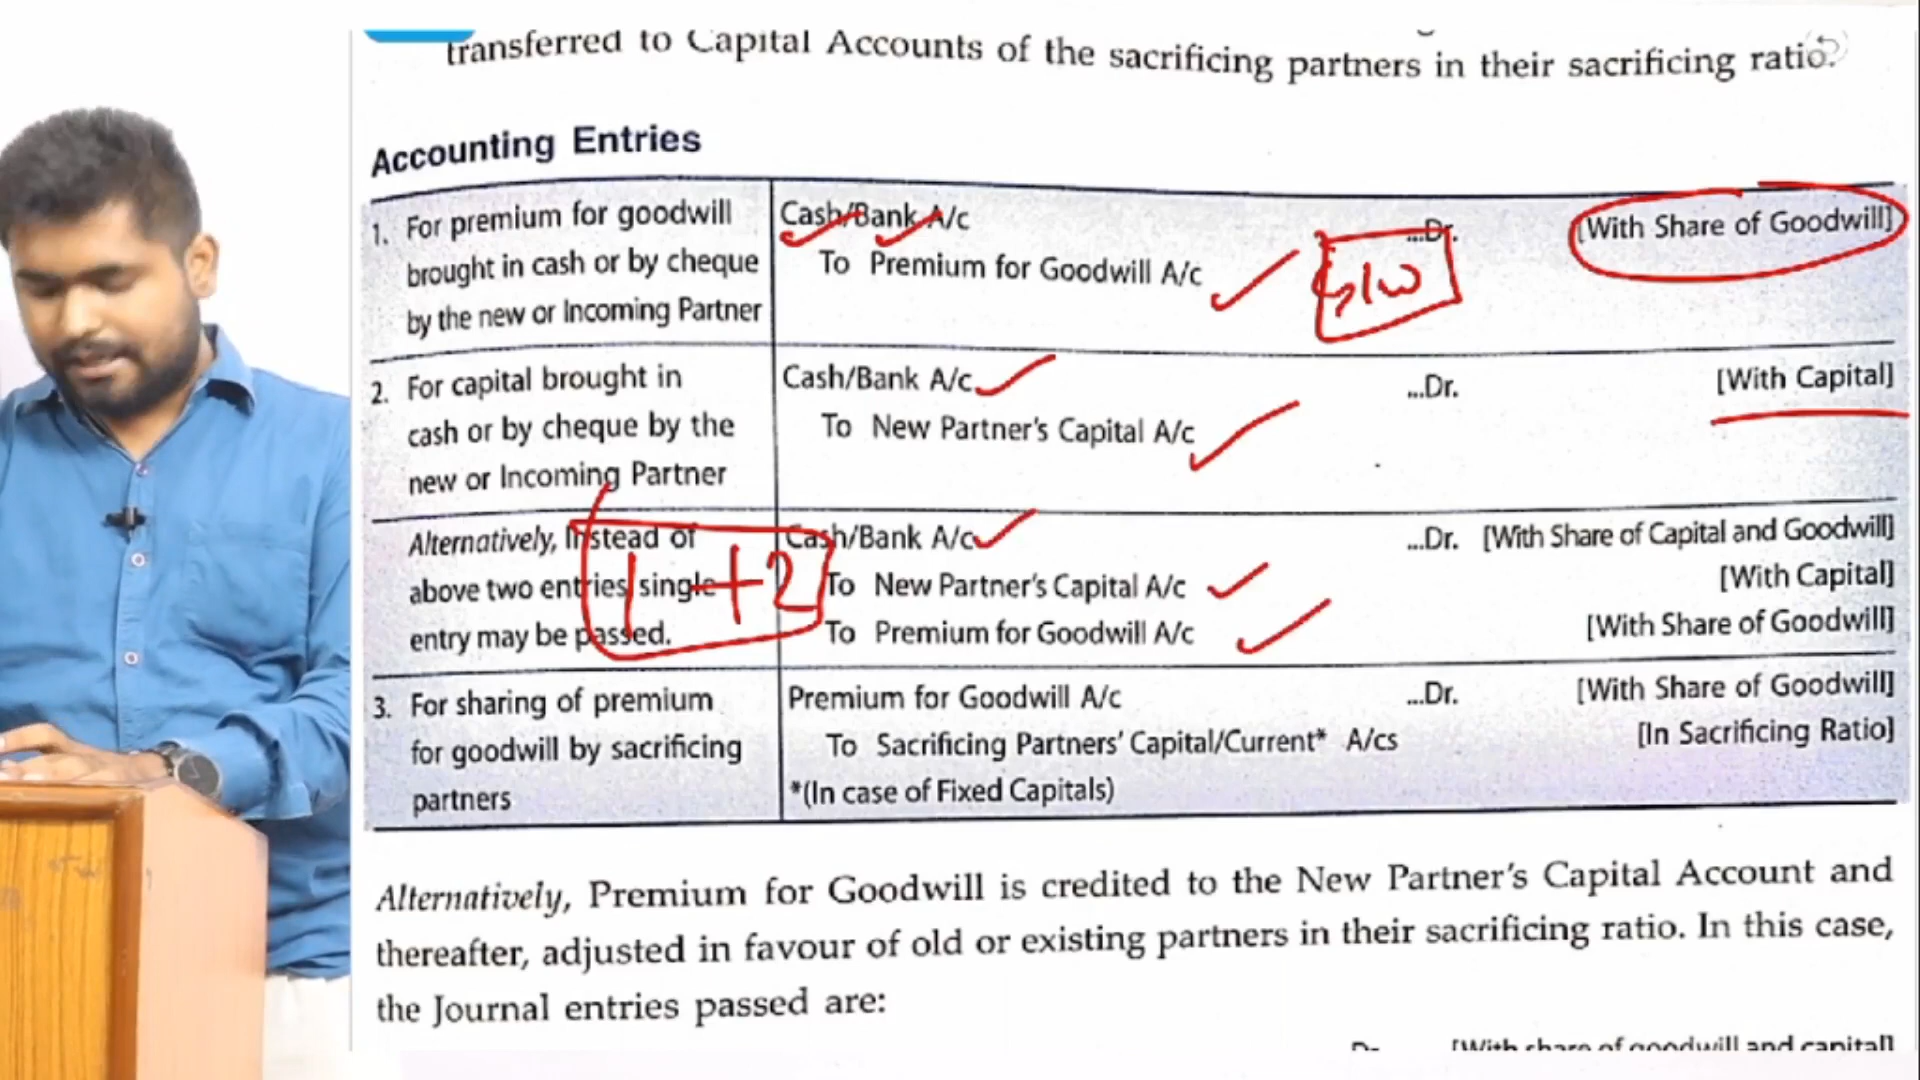 transferred to Capital Accounts of the sacrificing partners in their sacrificing ratio.
Accounting Entries
1. For premium for goodwill brought in cash or by cheque by the new or Incoming Partner
Cash/Bank A/c ...Dr. [With Share of Goodwill]
To Premium for Goodwill A/c
G/W
2. For capital brought in cash or by cheque by the new or Incoming Partner
Cash/Bank A/c ...Dr. [With Capital]
To New Partner's Capital A/c
Alternatively, Instead of above two entries single entry may be passed.
1+2
Cash/Bank A/c ...Dr. [With Share of Capital and Goodwill]
To New Partner's Capital A/c [With Capital]
To Premium for Goodwill A/c [With Share of Goodwill]
3. For sharing of premium for goodwill by sacrificing partners
Premium for Goodwill A/c ...Dr. [With Share of Goodwill]
To Sacrificing Partners' Capital/Current* A/cs [In Sacrificing Ratio]
*(In case of Fixed Capitals)
Alternatively, Premium for Goodwill is credited to the New Partner's Capital Account and
thereafter, adjusted in favour of old or existing partners in their sacrificing ratio. In this case,
the Journal entries passed are:
[With share of goodwill and capital]